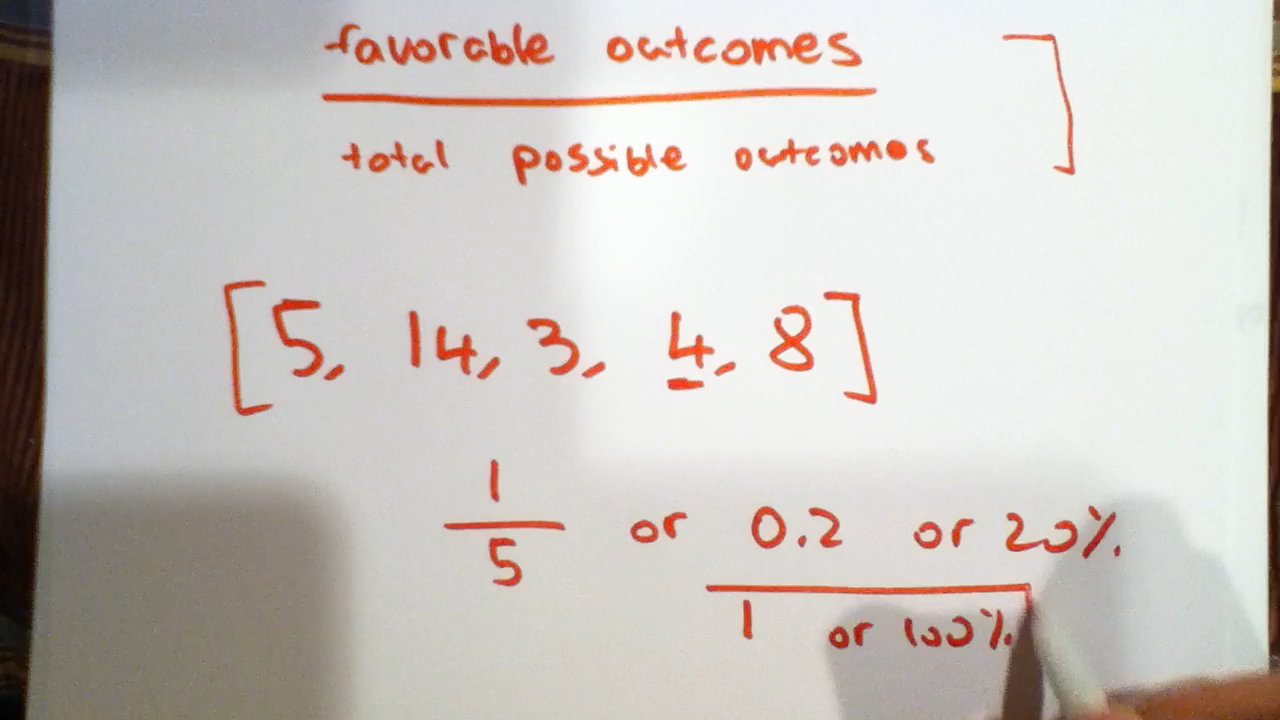 favorable outcomes
total possible outcomes
[5, 14, 3, 4, 8]
1
5 or 0.2 or 20%.
1 or 100%.